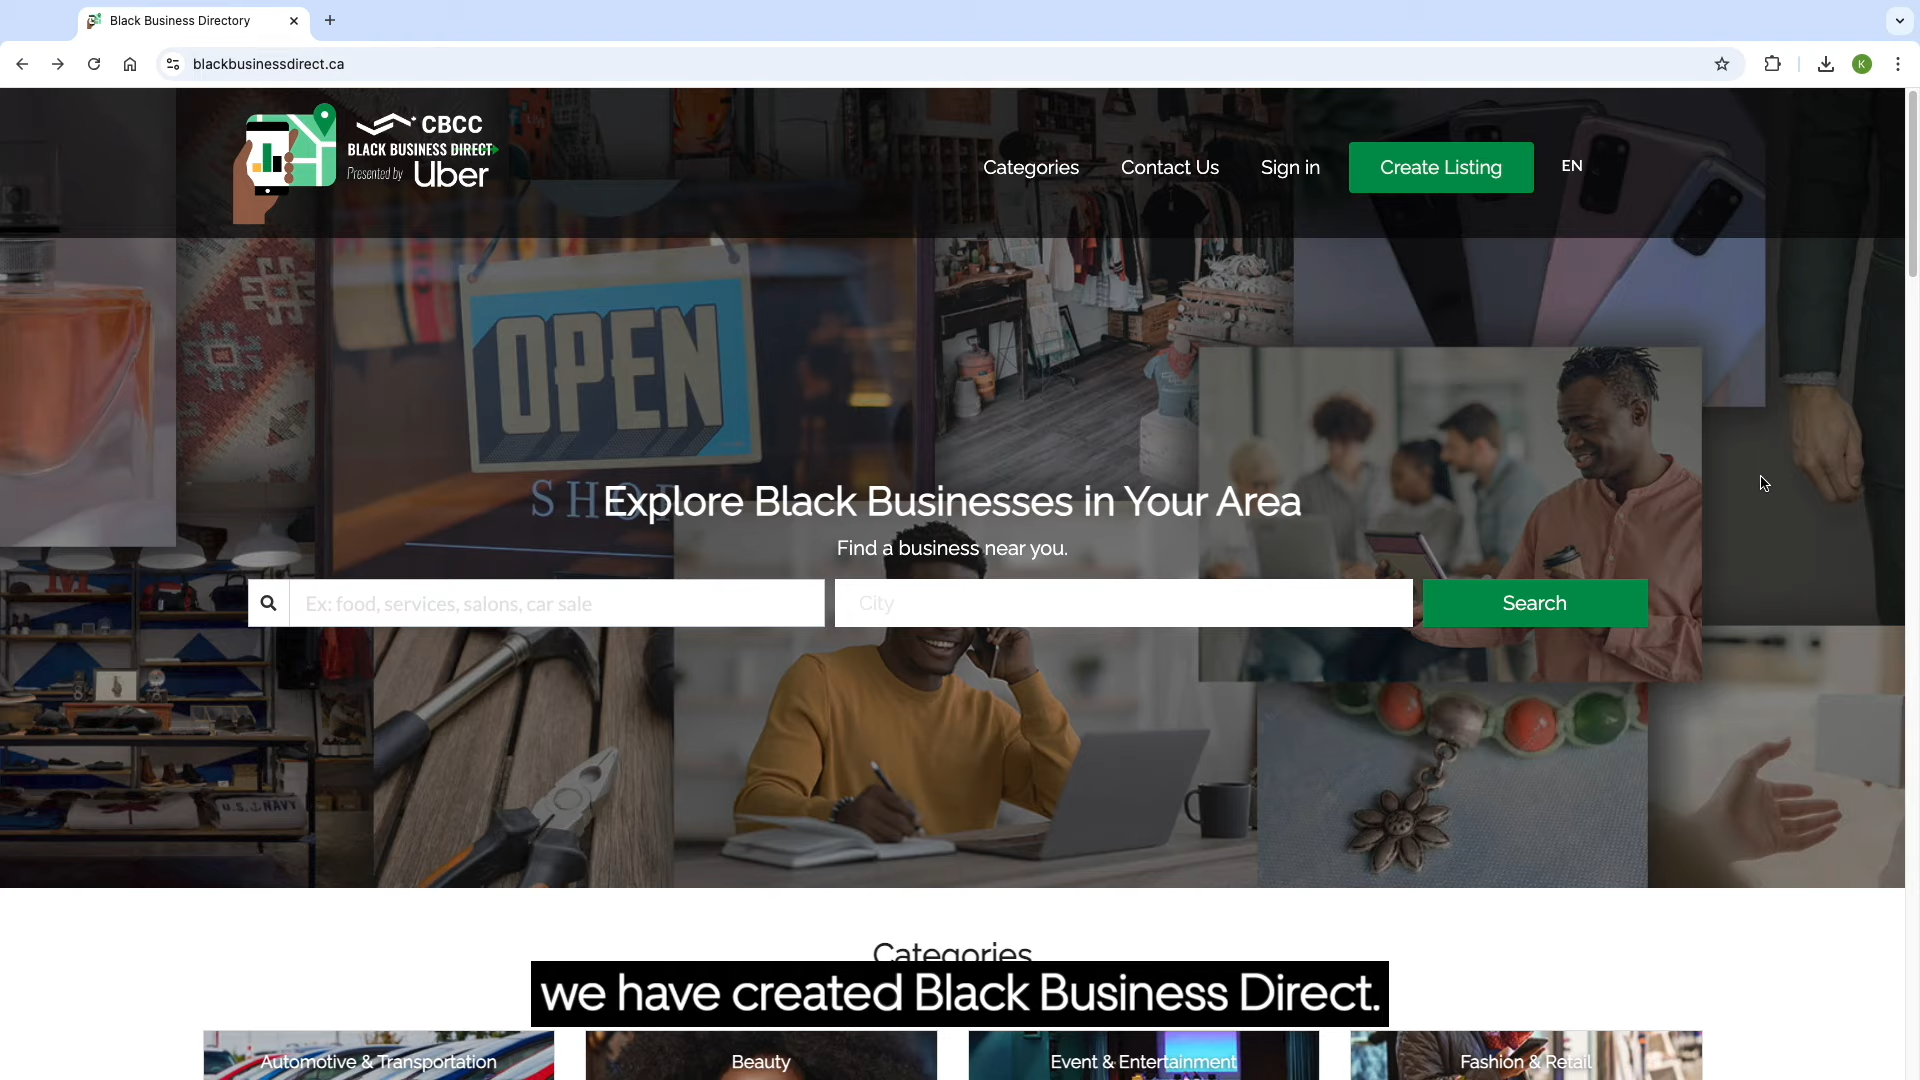 Black Business Directory
blackbusinessdirect.ca
K
CBCC
BLACK BUSINESS DIRECT
Presented by Uber
Categories
Contact Us
Sign in
Create Listing
EN
OPEN
SHOP
Explore Black Businesses in Your Area
Find a business near you.
Ex: food, services, salons, car sale
City
Search
U.S. NAVY
Categories
we have created Black Business Direct.
Automotive & Transportation
Beauty
Event & Entertainment
Fashion & Retail